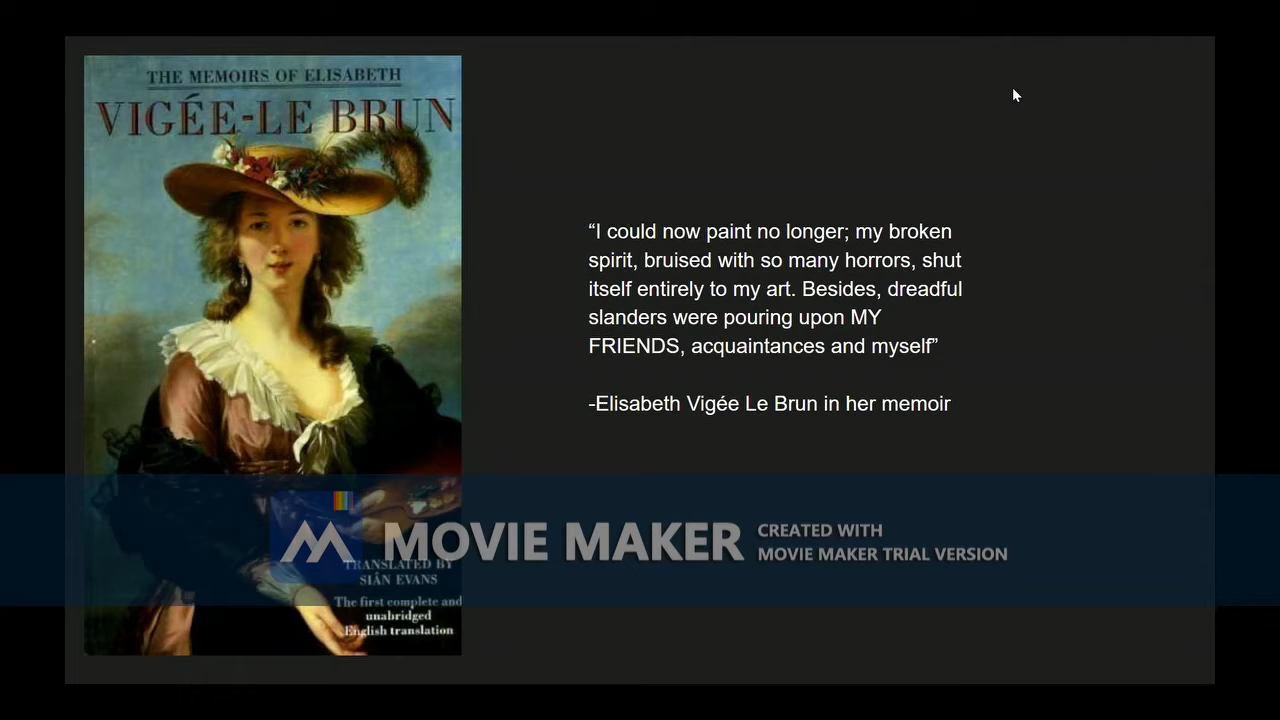 THE MEMOIRS OF ELISABETH
VIGÉE-LE BRUN
“I could now paint no longer; my broken
spirit, bruised with so many horrors, shut
itself entirely to my art. Besides, dreadful
slanders were pouring upon MY
FRIENDS, acquaintances and myself”
-Elisabeth Vigée Le Brun in her memoir
MOVIE MAKER
CREATED WITH
MOVIE MAKER TRIAL VERSION
TRANSLATED BY
SIÂN EVANS
The first complete and
unabridged
English translation